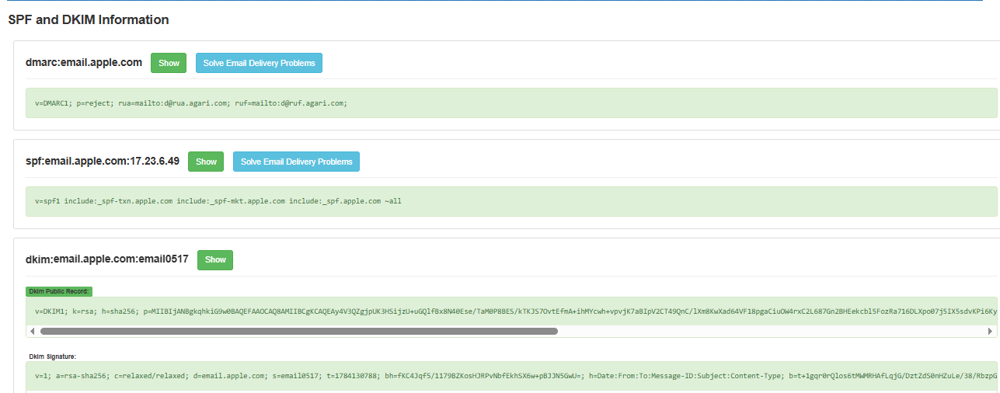 SPF and DKIM Information
dmarc:email.apple.com Show Solve Email Delivery Problems
v=DMARC1; p=reject; rua=mailto:d@rua.agari.com; ruf=mailto:d@ruf.agari.com;
spf:email.apple.com:17.23.6.49 Show Solve Email Delivery Problems
v=spf1 include:_spf-txn.apple.com include:_spf-mkt.apple.com include:_spf.apple.com ~all
dkim:email.apple.com:email0517 Show
Dkim Public Record:
v=DKIM1; k=rsa; h=sha256; p=MIIBIjANBgkqhkiG9w0BAQEFAAOCAQ8AMIIBCgKCAQEAy4V3QZgjpUK3HSijzU+uGQlfBx8N40Ese/TaM0P8BES/kTKJS7OvtEfmA+ihMYcwh+vpvjK7aBIpV2CT49QnC/lXm8KwXad64VF18pgaCiuOW4rxC2L687Gn2BHEekcbl5FozRa716DLXpo07j5IX5sdvKPi6Ky
Dkim Signature:
v=1; a=rsa-sha256; c=relaxed/relaxed; d=email.apple.com; s=email0517; t=1784130788; bh=fKC4Jqf5/1179BZKosHJRPvNbfEkhSX6w+pBJJN5GwU=; h=Date:From:To:Message-ID:Subject:Content-Type; b=t+1gqr0rQlos6tMWMRHAfLqjG/DztZdS0nHZuLe/38/RbzpG